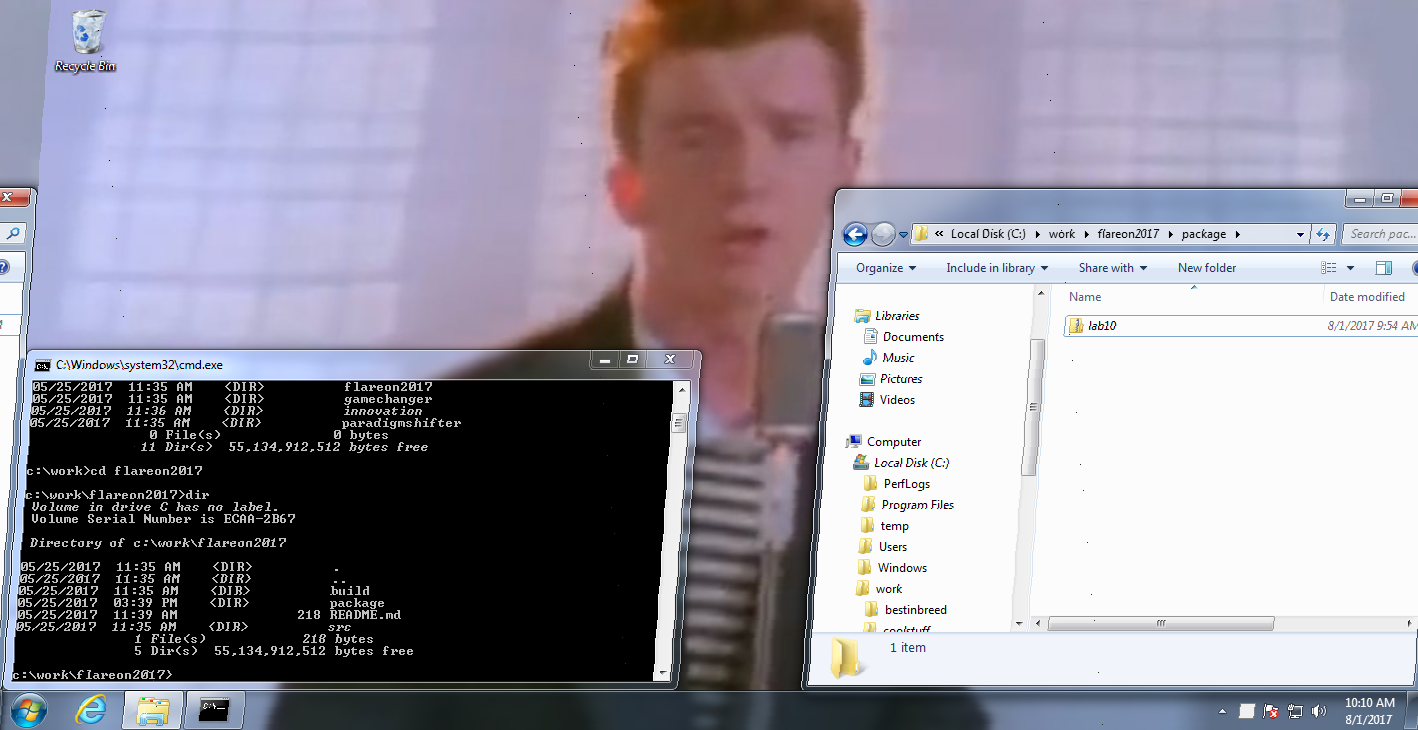 Recycle Bin
C:\Windows\system32\cmd.exe
05/25/2017  11:35 AM    <DIR>          flareon2017
05/25/2017  11:35 AM    <DIR>          gamechanger
05/25/2017  11:36 AM    <DIR>          innovation
05/25/2017  11:35 AM    <DIR>          paradigmshifter
0 File(s)              0 bytes
11 Dir(s)  55,134,912,512 bytes free
c:\work>cd flareon2017
c:\work\flareon2017>dir
Volume in drive C has no label.
Volume Serial Number is ECAA-2B67
Directory of c:\work\flareon2017
05/25/2017  11:35 AM    <DIR>          .
05/25/2017  11:35 AM    <DIR>          ..
05/25/2017  11:35 AM    <DIR>          build
05/25/2017  03:39 PM    <DIR>          package
05/25/2017  11:39 AM               218 README.md
05/25/2017  11:35 AM    <DIR>          src
1 File(s)            218 bytes
5 Dir(s)  55,134,912,512 bytes free
c:\work\flareon2017>
« Local Disk (C:) work flareon2017 package
Search pac...
Organize Include in library Share with New folder
Name Date modified
lab10 8/1/2017 9:54 AM
Libraries
Documents
Music
Pictures
Videos
Computer
Local Disk (C:)
PerfLogs
Program Files
temp
Users
Windows
work
bestinbreed
coolstuff
1 item
10:10 AM
8/1/2017